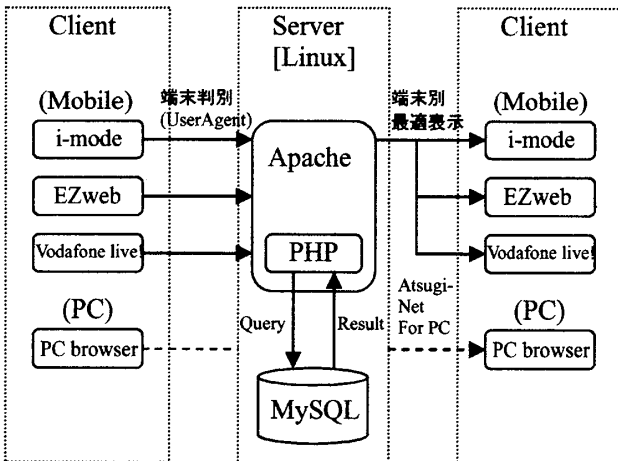 Client
(Mobile)
i-mode
EZweb
Vodafone live!
(PC)
PC browser
端末判別
(UserAgent)
Server
[Linux]
Apache
PHP
Query
Result
MySQL
端末別
最適表示
Atsugi-
Net
For PC
Client
(Mobile)
i-mode
EZweb
Vodafone live!
(PC)
PC browser